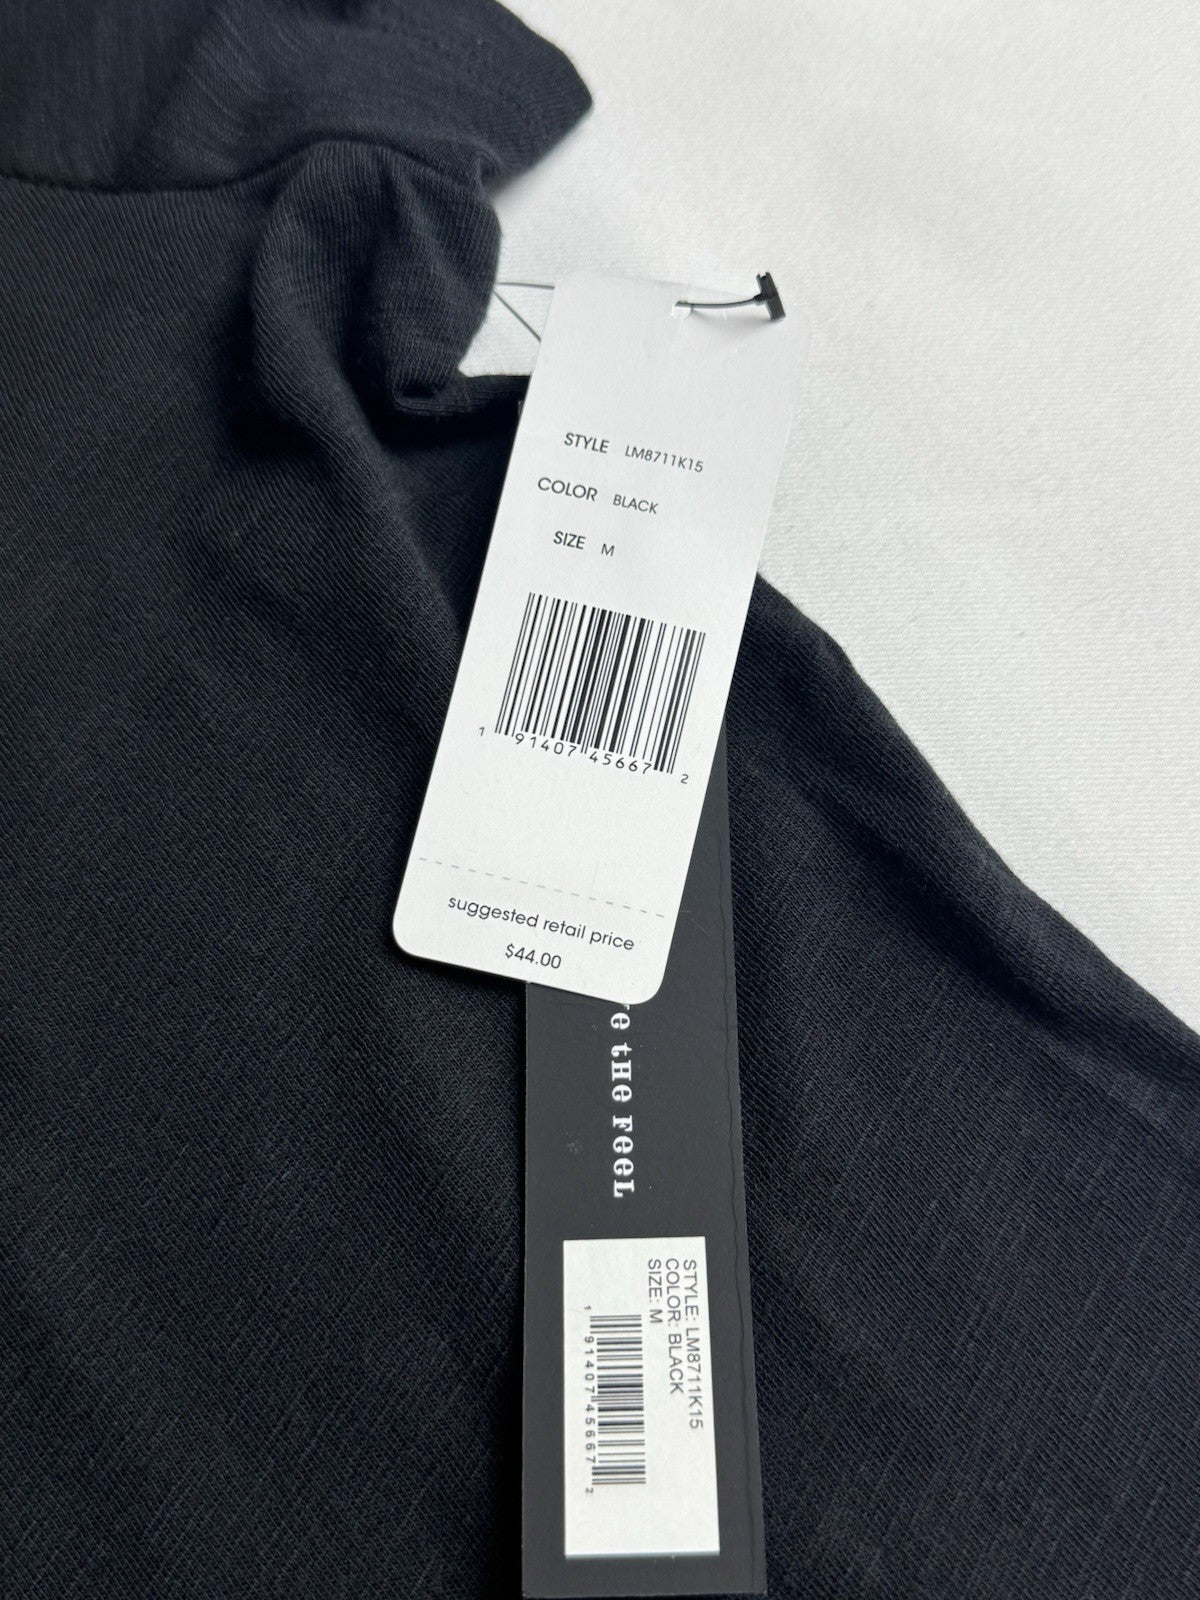 STYLE LM8711K15
COLOR BLACK
SIZE M
1 91407 45667 2
suggested retail price
$44.00
THE FEEL
STYLE: LM8711K15
COLOR: BLACK
SIZE: M
1 91407 45667 2